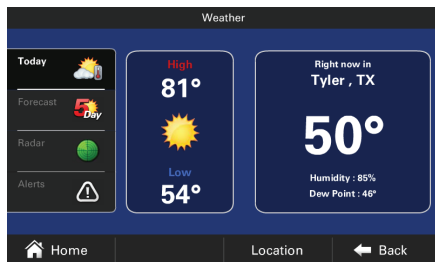 Weather
Today
Forecast
5
Day
Radar
Alerts
High
81°
Low
54°
Right now in
Tyler , TX
50°
Humidity : 85%
Dew Point : 46°
Home
Location
Back